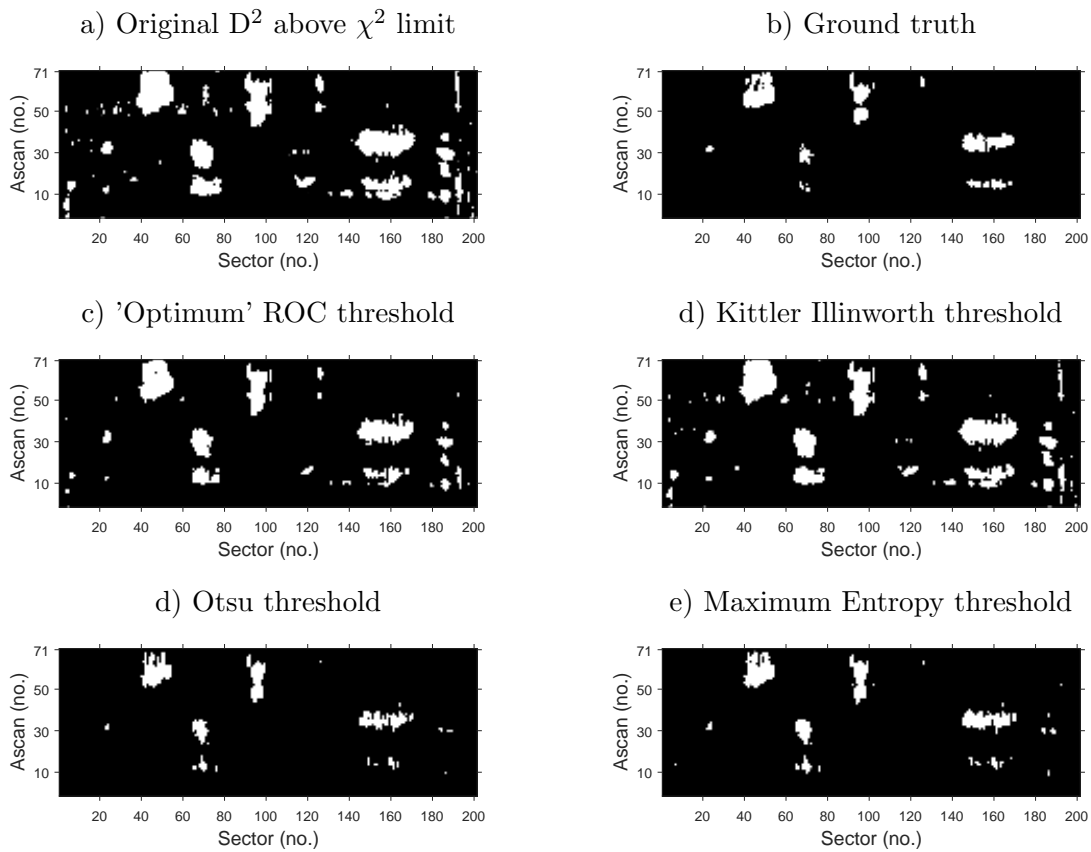 a) Original D² above χ² limit
b) Ground truth
71
50
30
10
Ascan (no.)
20 40 60 80 100 120 140 160 180 200
Sector (no.)
71
50
30
10
Ascan (no.)
20 40 60 80 100 120 140 160 180 200
Sector (no.)
c) 'Optimum' ROC threshold
d) Kittler Illinworth threshold
71
50
30
10
Ascan (no.)
20 40 60 80 100 120 140 160 180 200
Sector (no.)
71
50
30
10
Ascan (no.)
20 40 60 80 100 120 140 160 180 200
Sector (no.)
d) Otsu threshold
e) Maximum Entropy threshold
71
50
30
10
Ascan (no.)
20 40 60 80 100 120 140 160 180 200
Sector (no.)
71
50
30
10
Ascan (no.)
20 40 60 80 100 120 140 160 180 200
Sector (no.)